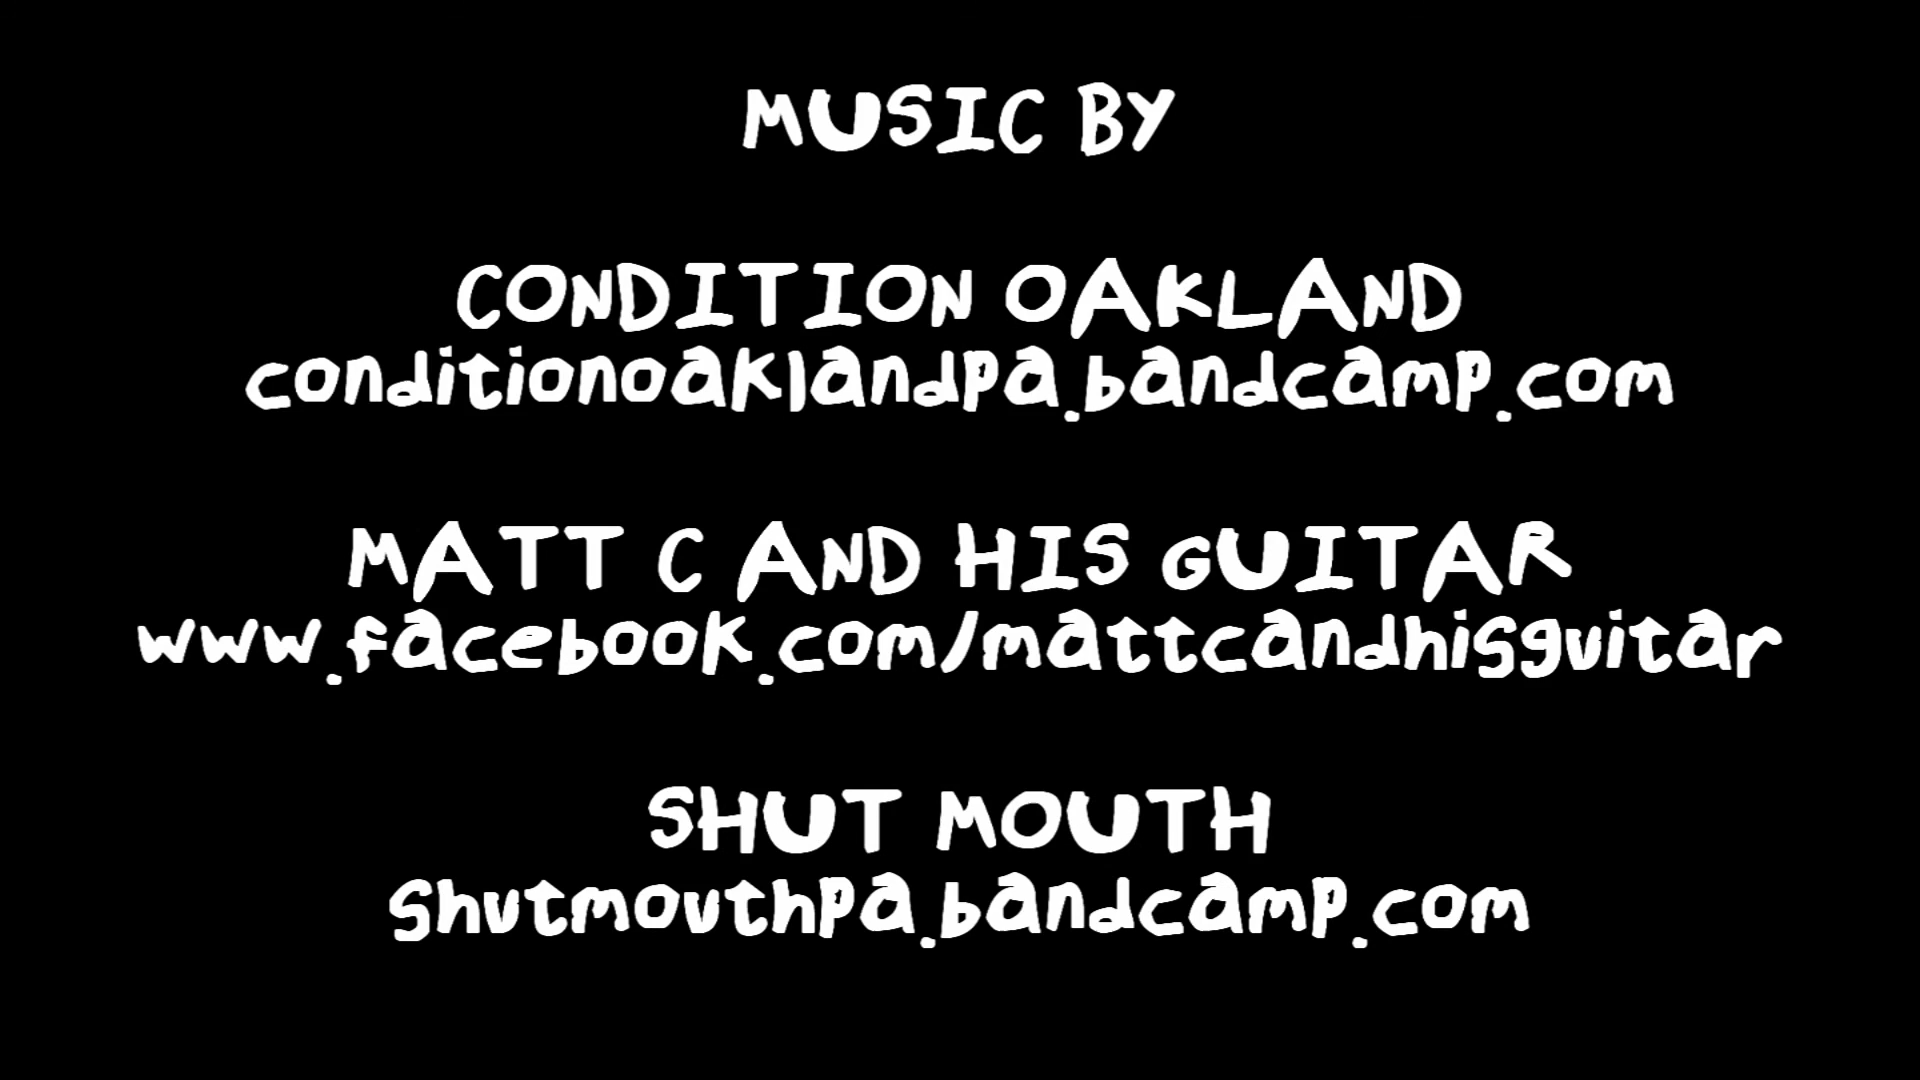 MUSIC BY
CONDITION OAKLAND
conditionoaklandpa.bandcamp.com
MATT C AND HIS GUITAR
www.facebook.com/mattcandhisguitar
SHUT MOUTH
shutmouthpa.bandcamp.com